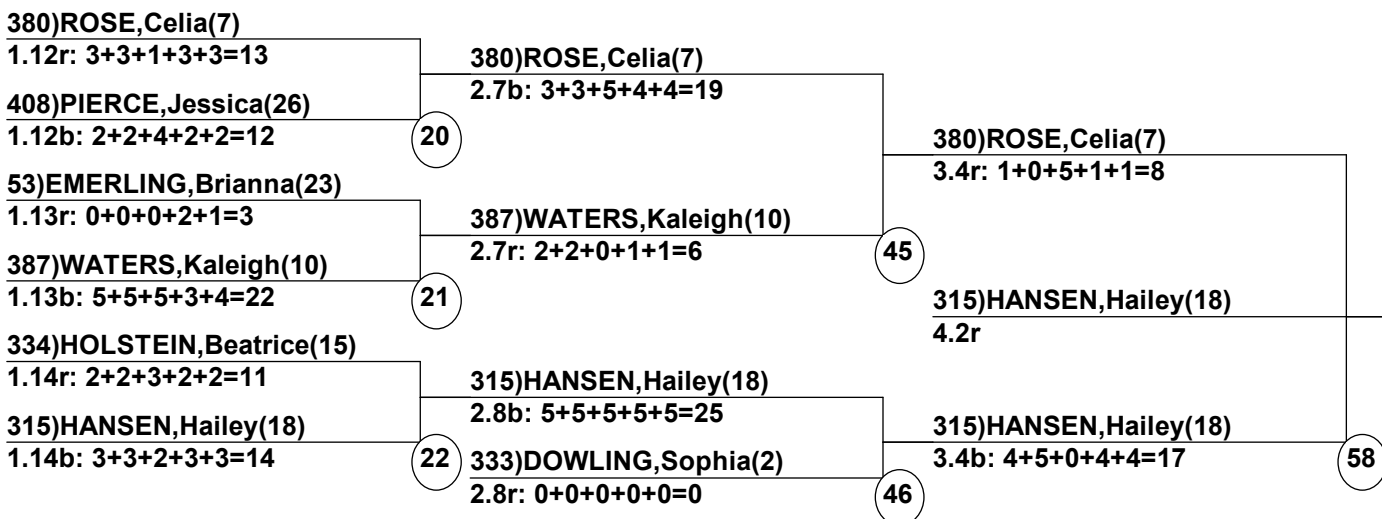 380)ROSE,Celia(7)
1.12r: 3+3+1+3+3=13
408)PIERCE,Jessica(26)
1.12b: 2+2+4+2+2=12
20
53)EMERLING,Brianna(23)
1.13r: 0+0+0+2+1=3
387)WATERS,Kaleigh(10)
1.13b: 5+5+5+3+4=22
21
334)HOLSTEIN,Beatrice(15)
1.14r: 2+2+3+2+2=11
315)HANSEN,Hailey(18)
1.14b: 3+3+2+3+3=14
22
380)ROSE,Celia(7)
2.7b: 3+3+5+4+4=19
387)WATERS,Kaleigh(10)
2.7r: 2+2+0+1+1=6
45
315)HANSEN,Hailey(18)
2.8b: 5+5+5+5+5=25
333)DOWLING,Sophia(2)
2.8r: 0+0+0+0+0=0
46
380)ROSE,Celia(7)
3.4r: 1+0+5+1+1=8
315)HANSEN,Hailey(18)
4.2r
315)HANSEN,Hailey(18)
3.4b: 4+5+0+4+4=17
58